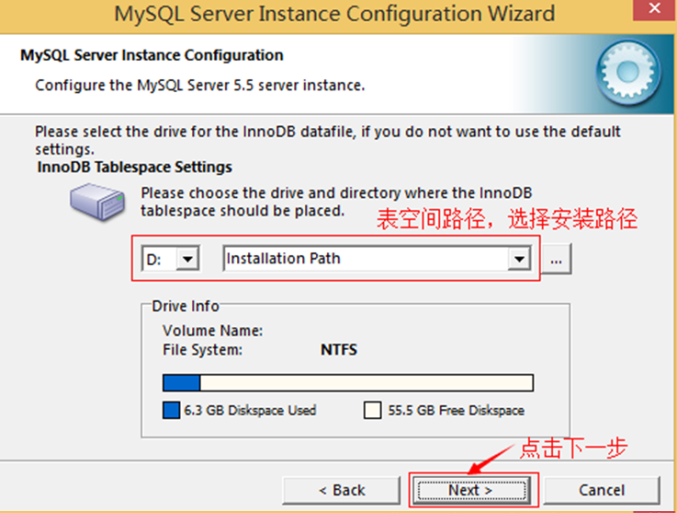 MySQL Server Instance Configuration Wizard
MySQL Server Instance Configuration
Configure the MySQL Server 5.5 server instance.
Please select the drive for the InnoDB datafile, if you do not want to use the default
settings.
InnoDB Tablespace Settings
Please choose the drive and directory where the InnoDB
tablespace should be placed.
表空间路径，选择安装路径
D: Installation Path ...
Drive Info
Volume Name:
File System: NTFS
6.3 GB Diskspace Used 55.5 GB Free Diskspace
点击下一步
< Back Next > Cancel